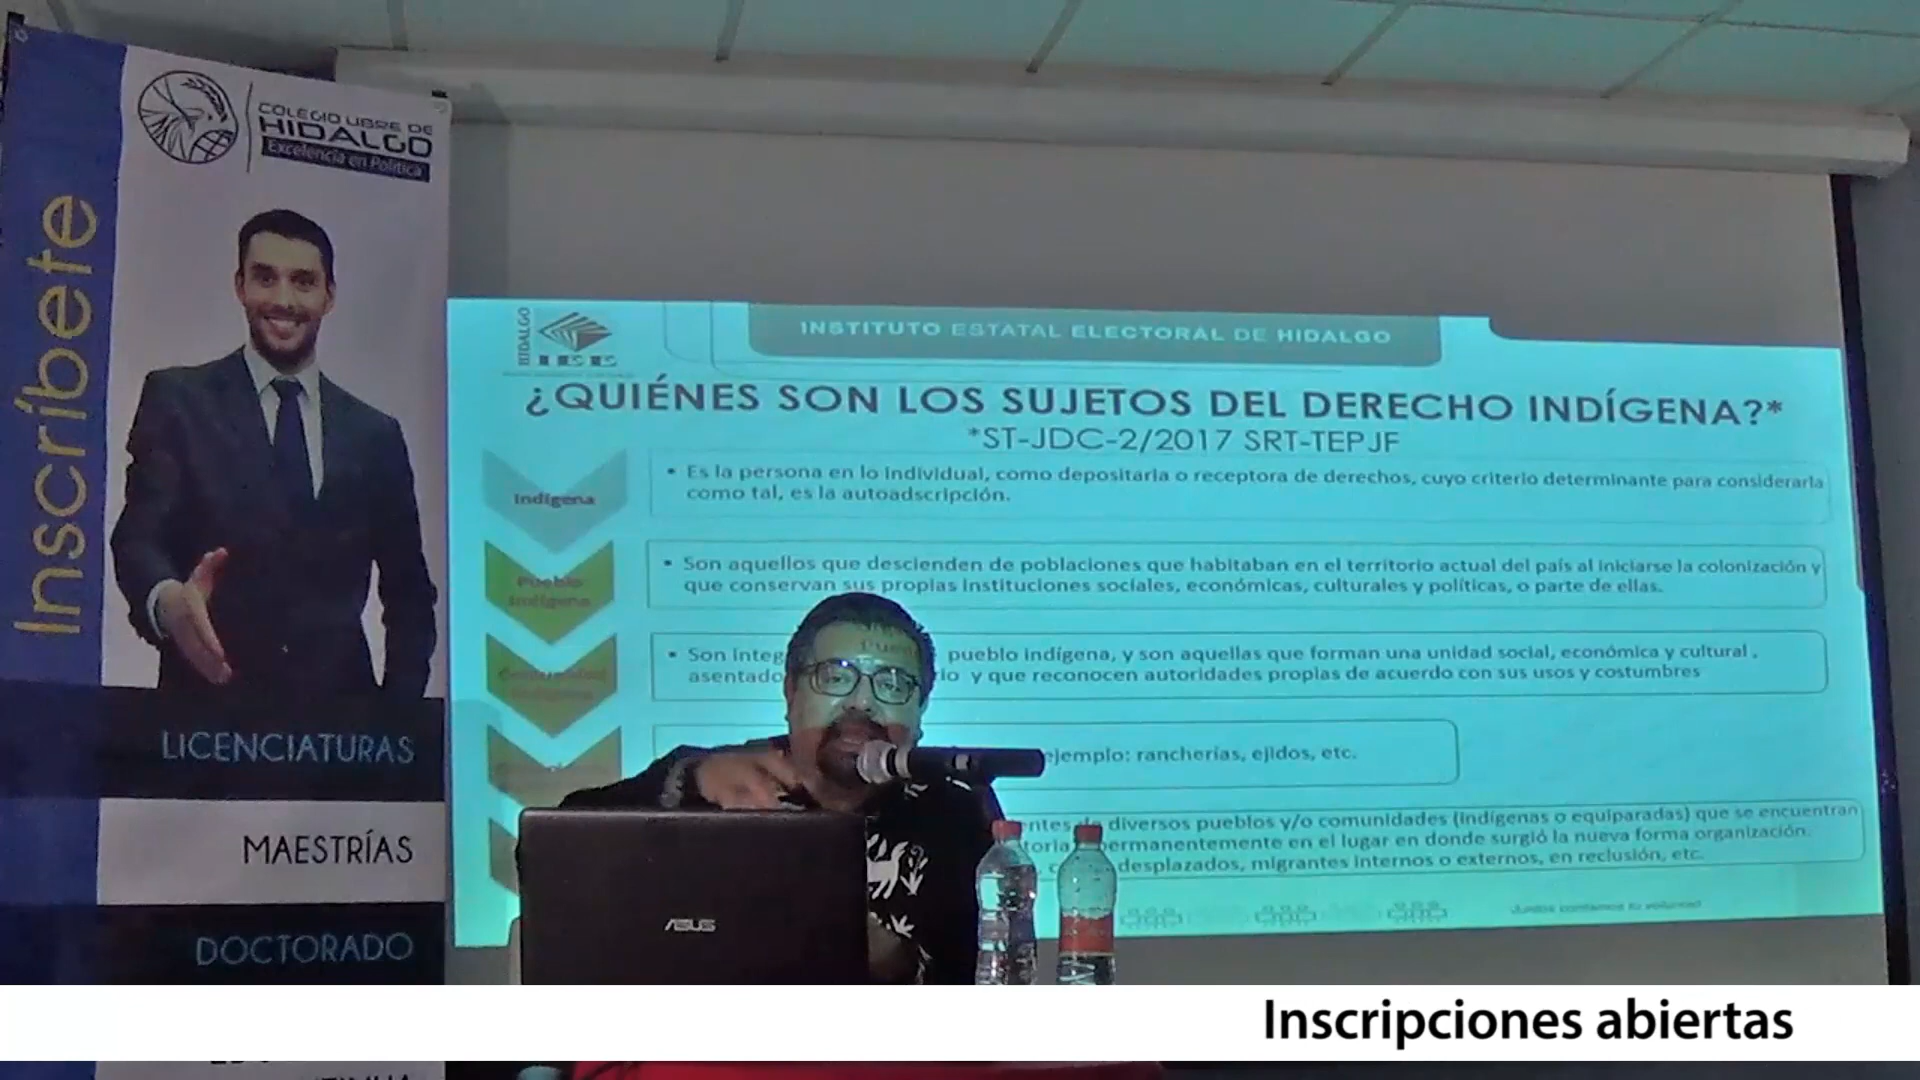 Inscríbete
COLEGIO LIBRE DE
HIDALGO
Excelencia en Política
LICENCIATURAS
MAESTRÍAS
DOCTORADO
HIDALGO
INSTITUTO ESTATAL ELECTORAL DE HIDALGO
¿QUIÉNES SON LOS SUJETOS DEL DERECHO INDÍGENA?*
*ST-JDC-2/2017 SRT-TEPJF
Indígena
• Es la persona en lo individual, como depositaria o receptora de derechos, cuyo criterio determinante para considerarla
como tal, es la autoadscripción.
Pueblo
Indígena
• Son aquellos que descienden de poblaciones que habitaban en el territorio actual del país al iniciarse la colonización y
que conservan sus propias instituciones sociales, económicas, culturales y políticas, o parte de ellas.
• Son integ pueblo indígena, y son aquellas que forman una unidad social, económica y cultural ,
asentado y que reconocen autoridades propias de acuerdo con sus usos y costumbres
ejemplo: rancherías, ejidos, etc.
diversos pueblos y/o comunidades (indígenas o equiparadas) que se encuentran
permanentemente en el lugar en donde surgió la nueva forma organización.
desplazados, migrantes internos o externos, en reclusión, etc.
ASUS
Inscripciones abiertas